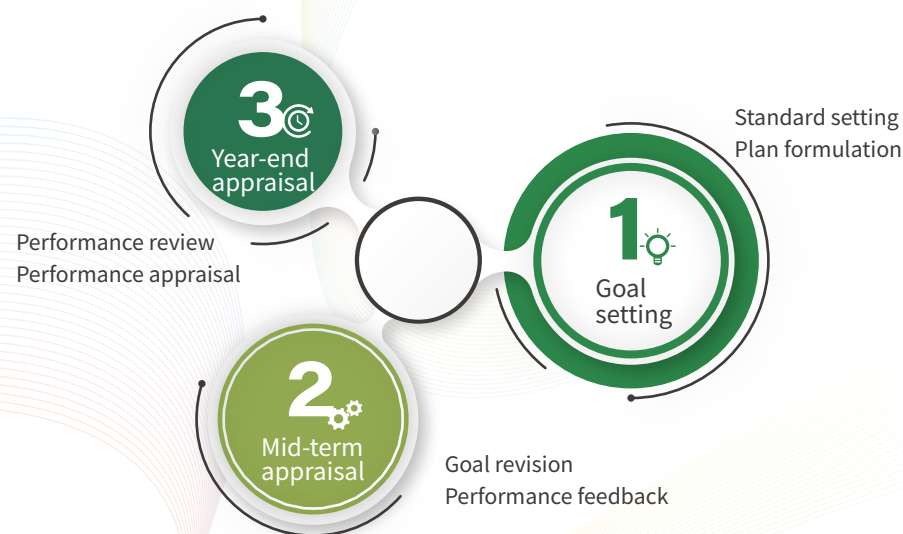 1
Goal
setting
Standard setting
Plan formulation
2
Mid-term
appraisal
Goal revision
Performance feedback
3
Year-end
appraisal
Performance review
Performance appraisal